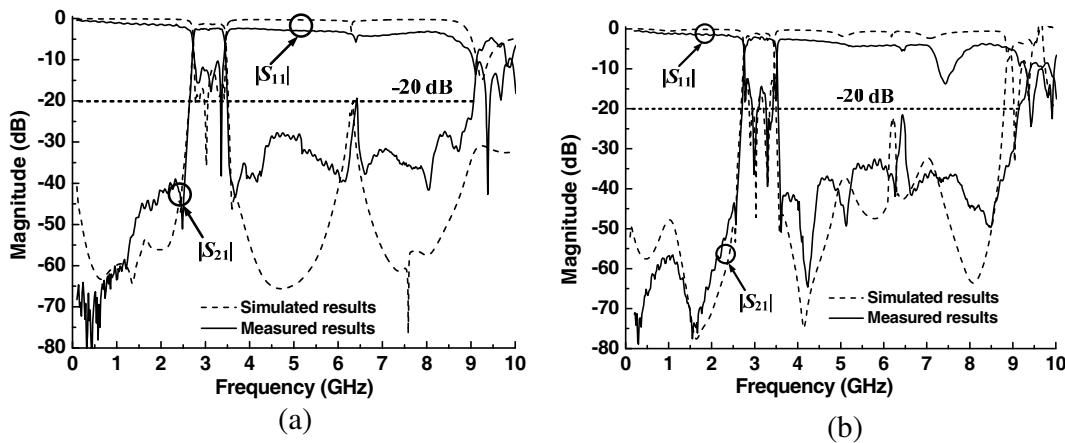 0
-10
-20
-30
-40
-50
-60
-70
-80
Magnitude (dB)
|S11|
-20 dB
|S21|
Simulated results
Measured results
0 1 2 3 4 5 6 7 8 9 10
Frequency (GHz)
(a)
0
-10
-20
-30
-40
-50
-60
-70
-80
Magnitude (dB)
|S11|
-20 dB
|S21|
Simulated results
Measured results
0 1 2 3 4 5 6 7 8 9 10
Frequency (GHz)
(b)